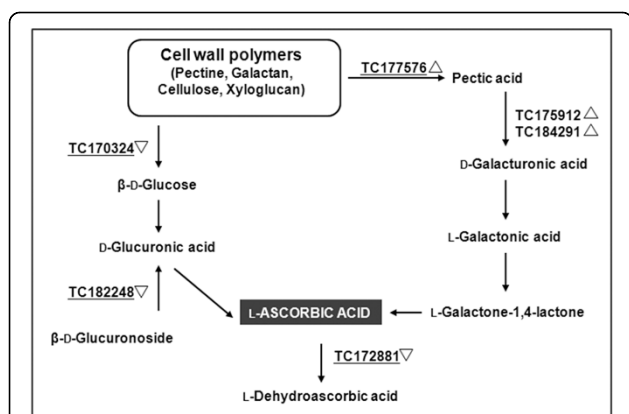 Cell wall polymers
(Pectine, Galactan,
Cellulose, Xyloglucan)
TC177576△
Pectic acid
TC175912△
TC184291△
TC170324▽
D-Galacturonic acid
β-D-Glucose
D-Glucuronic acid
L-Galactonic acid
TC182248▽
L-ASCORBIC ACID
L-Galactone-1,4-lactone
β-D-Glucuronoside
TC172881▽
L-Dehydroascorbic acid